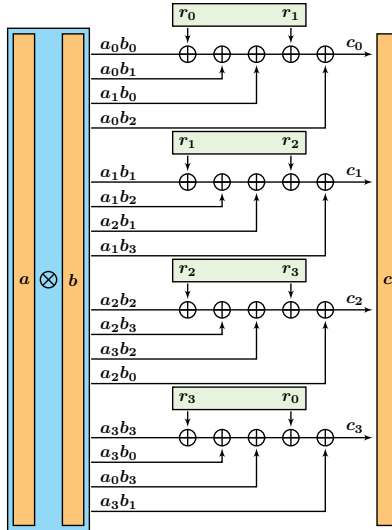 r₀ r₁
a₀b₀ c₀
a₀b₁
a₁b₀
a₀b₂
r₁ r₂
a₁b₁ c₁
a₁b₂
a₂b₁
a₁b₃
a ⊗ b c
r₂ r₃
a₂b₂ c₂
a₂b₃
a₃b₂
a₂b₀
r₃ r₀
a₃b₃ c₃
a₃b₀
a₀b₃
a₃b₁